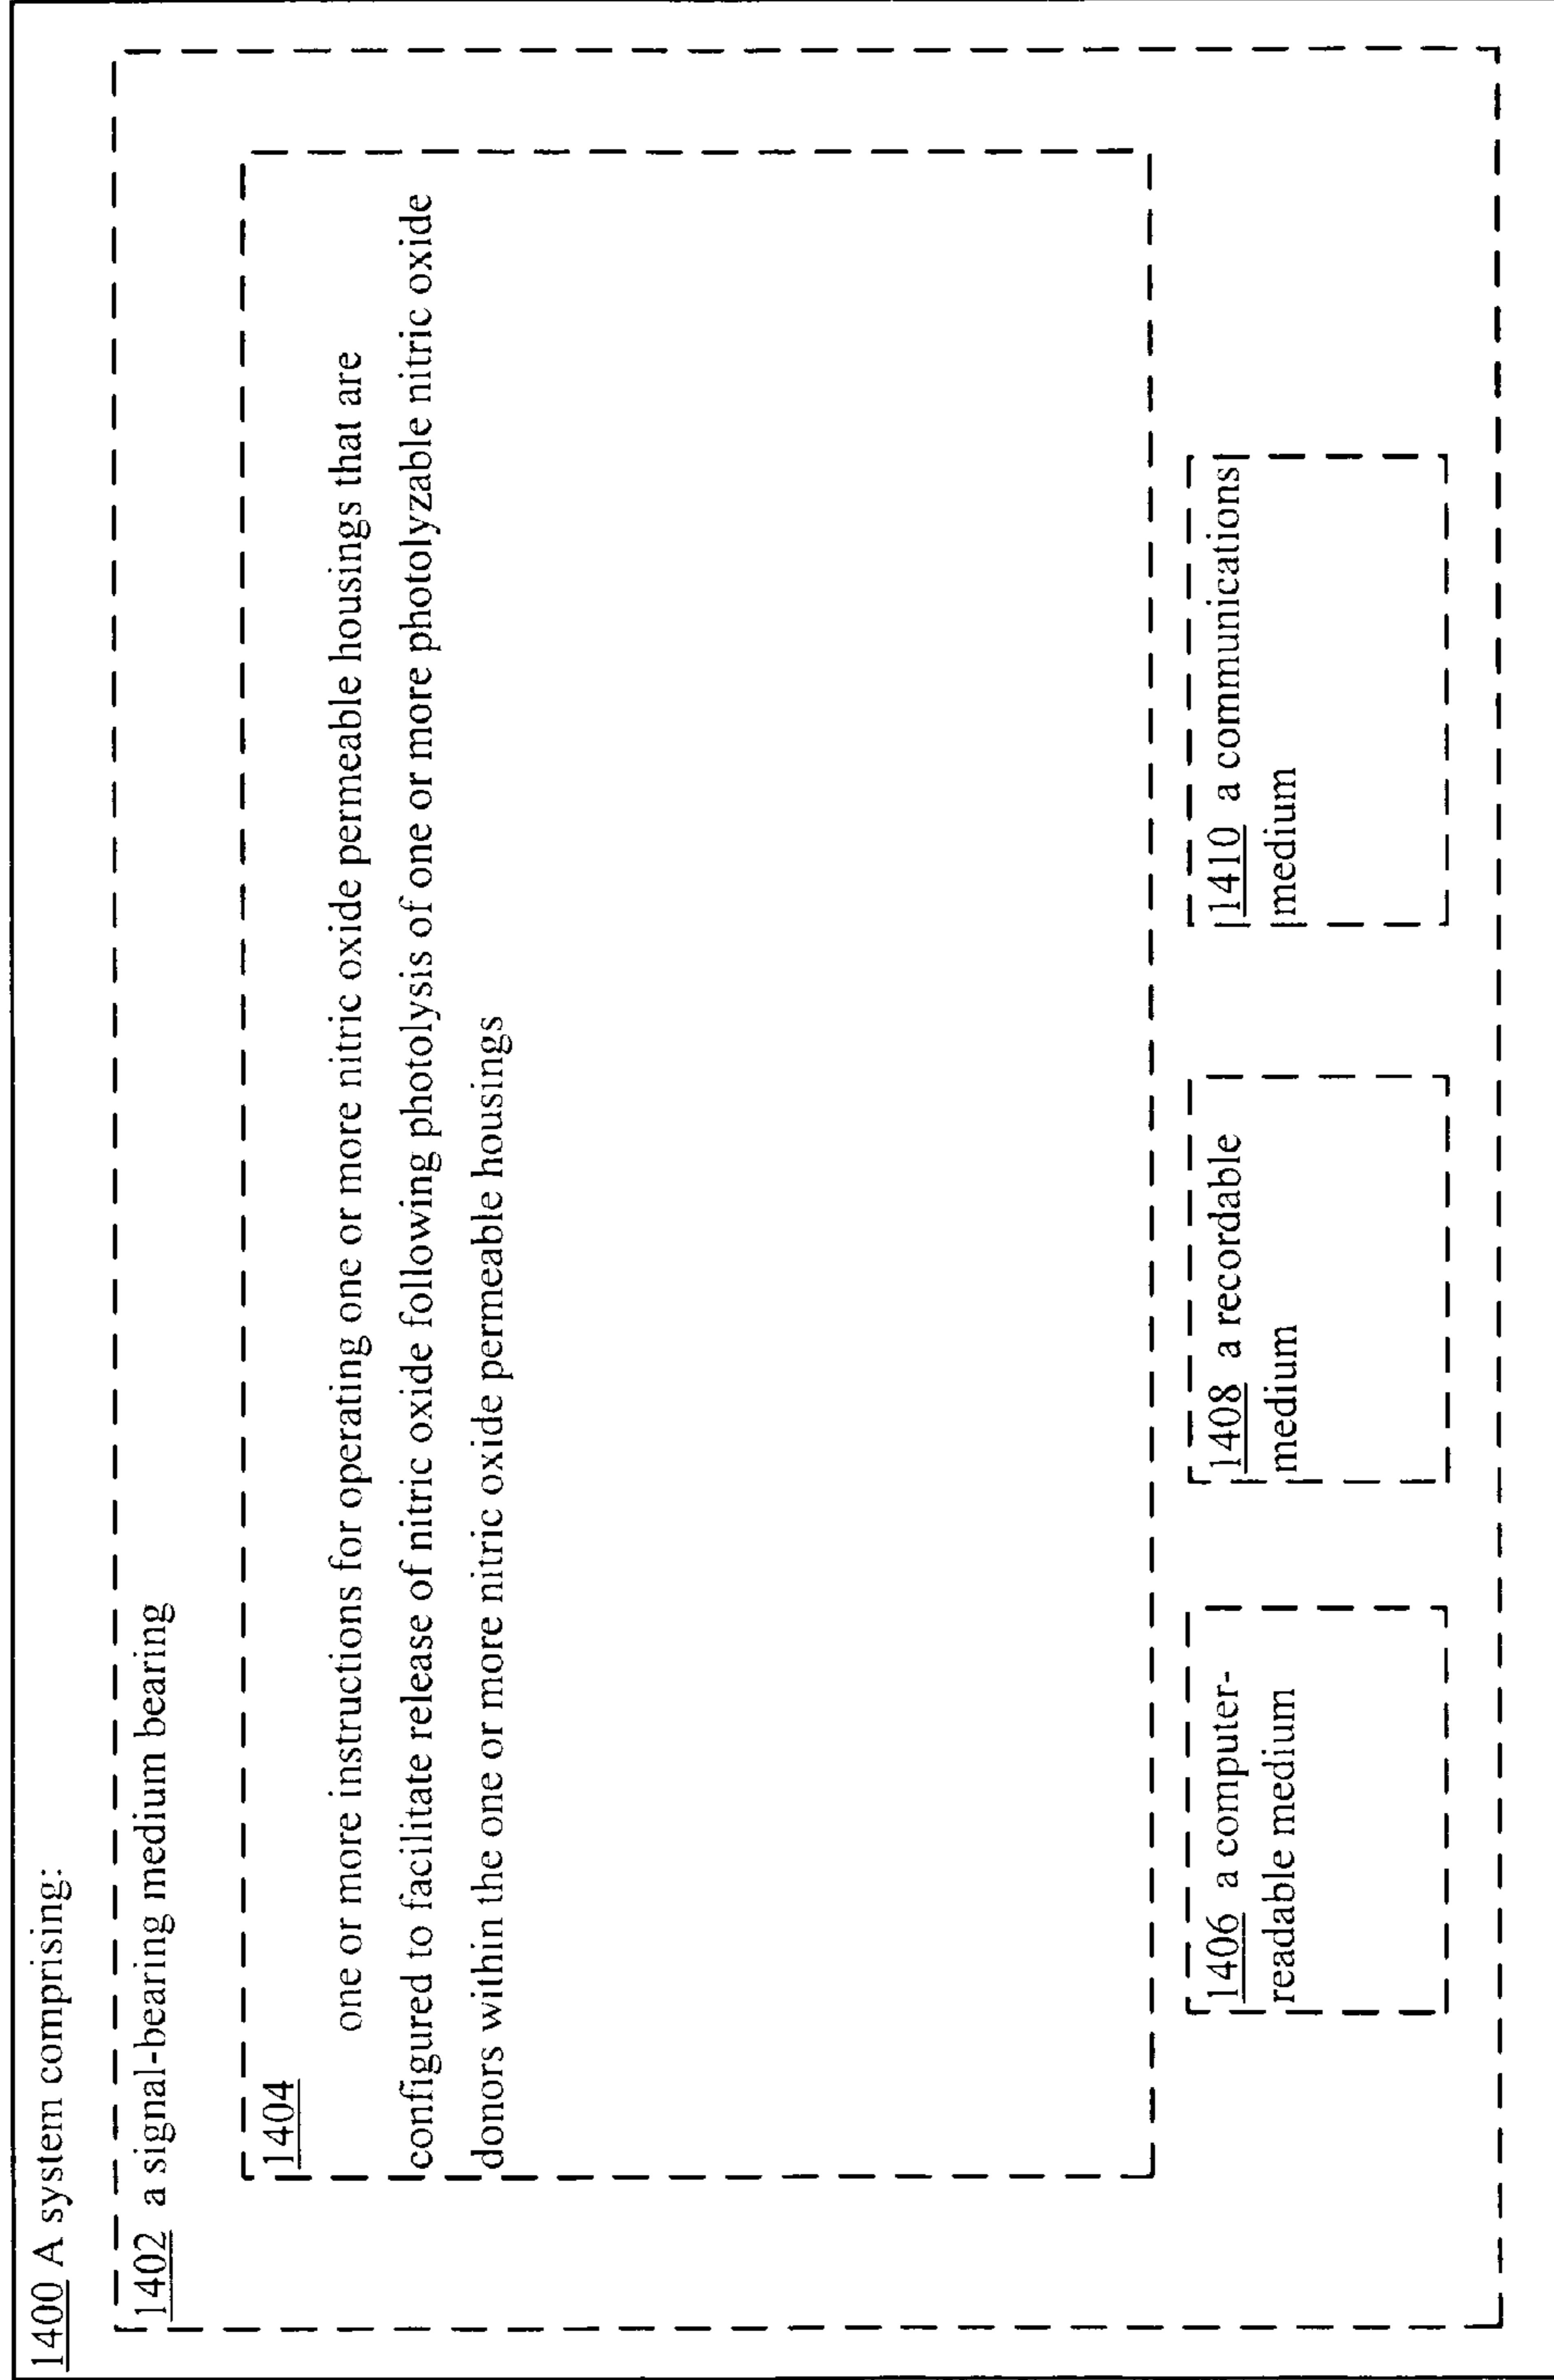 1400 A system comprising:
1402 a signal-bearing medium bearing
1404
one or more instructions for operating one or more nitric oxide permeable housings that are
configured to facilitate release of nitric oxide following photolysis of one or more photolyzable nitric oxide
donors within the one or more nitric oxide permeable housings
1406 a computer-
readable medium
1408 a recordable
medium
1410 a communications
medium